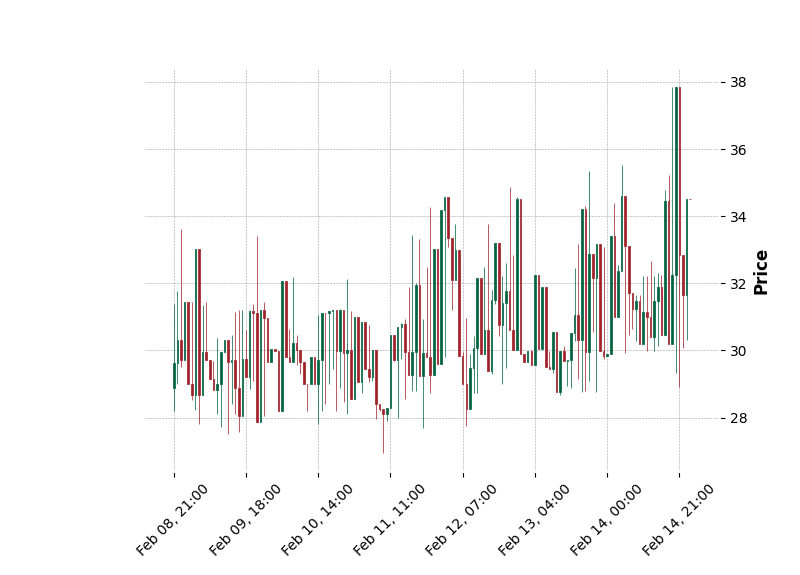 38
36
34
32
30
28
Price
Feb 08, 21:00
Feb 09, 18:00
Feb 10, 14:00
Feb 11, 11:00
Feb 12, 07:00
Feb 13, 04:00
Feb 14, 00:00
Feb 14, 21:00